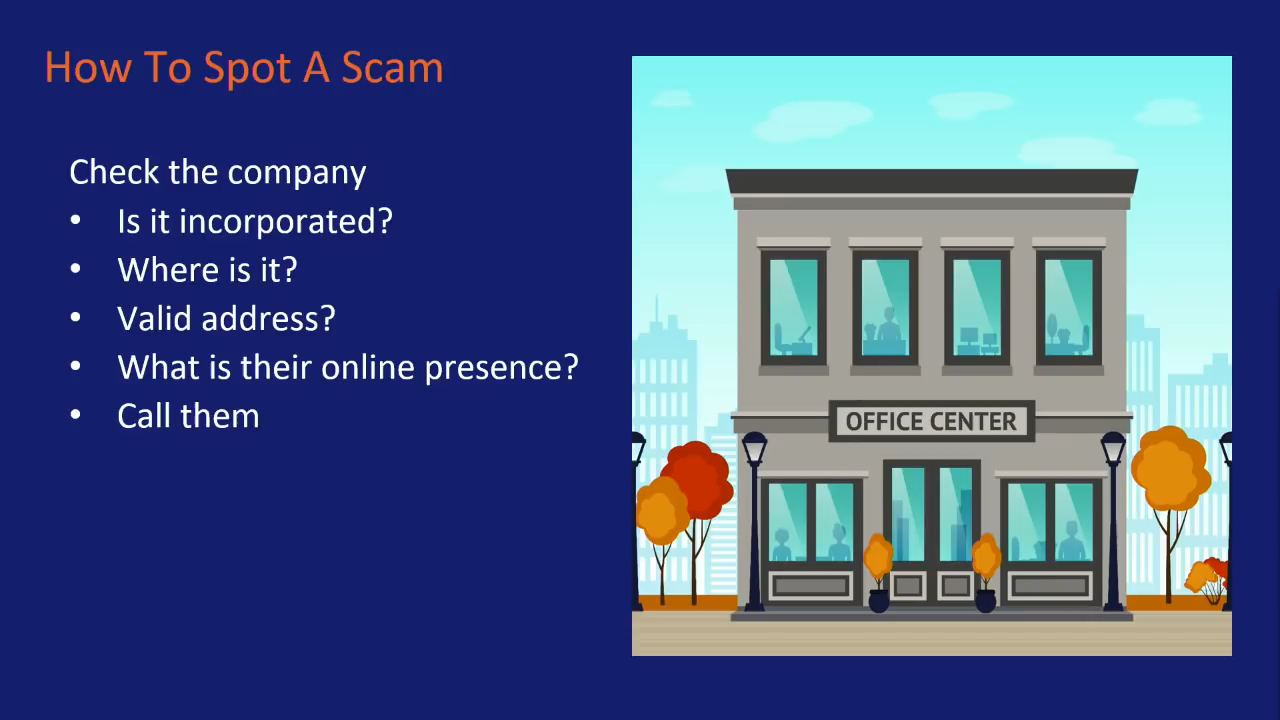 How To Spot A Scam
Check the company
• Is it incorporated?
• Where is it?
• Valid address?
• What is their online presence?
• Call them
OFFICE CENTER